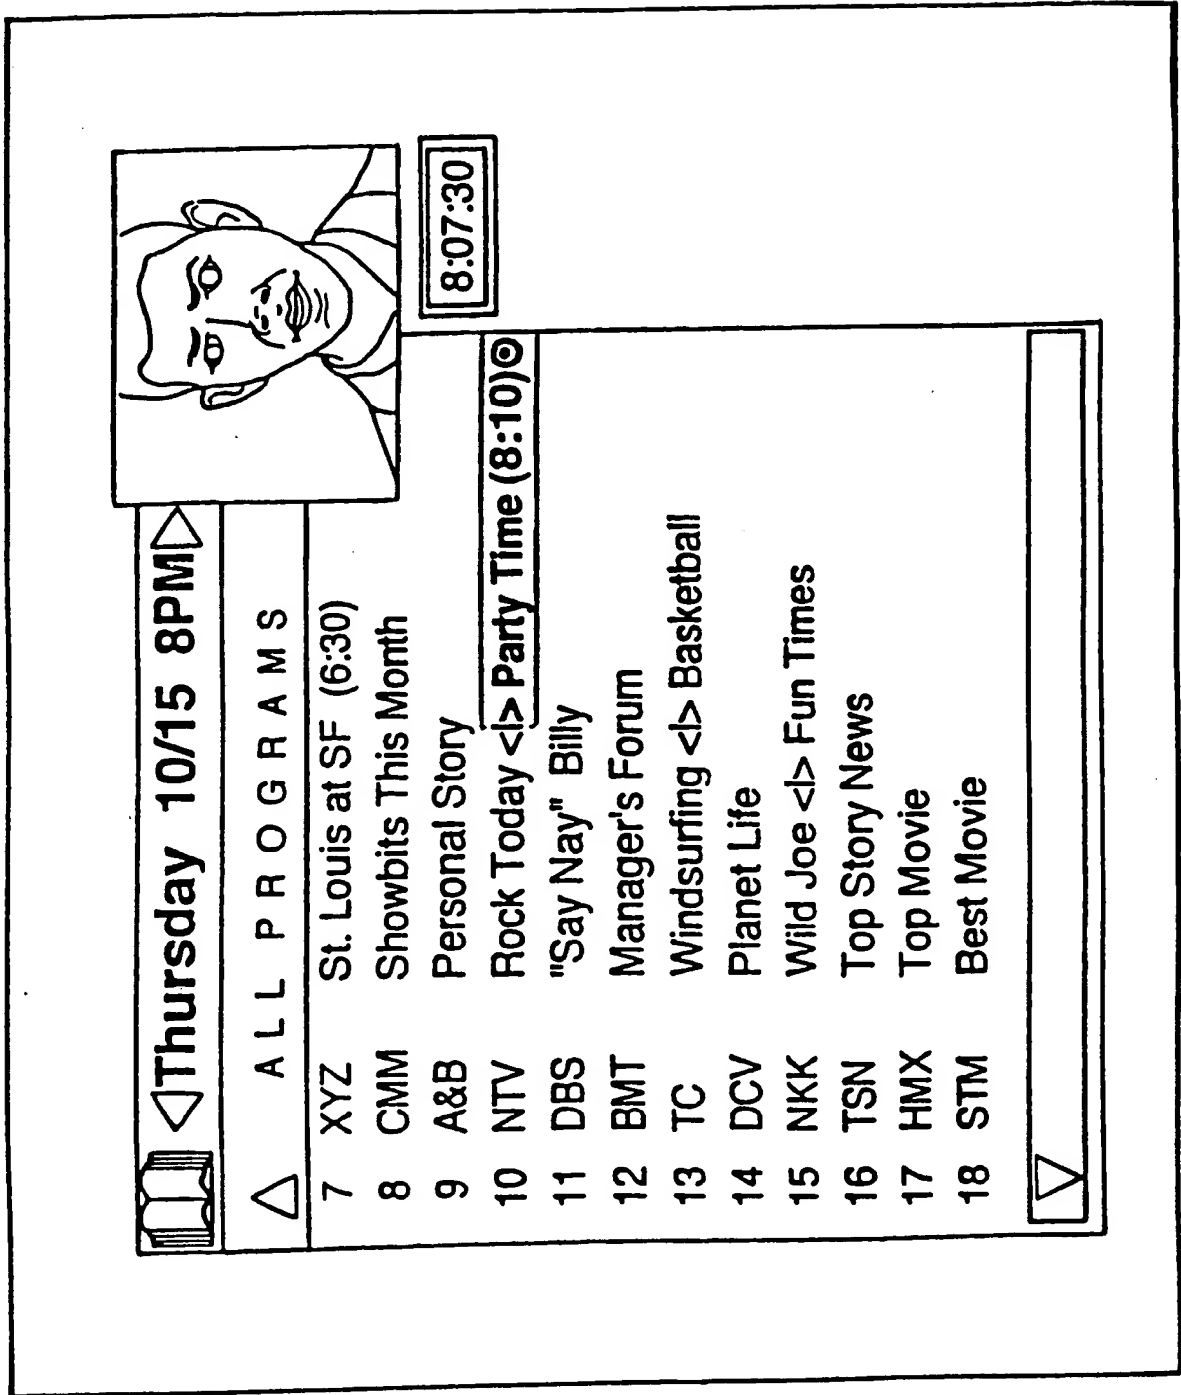 Thursday 10/15 8PM
ALL PROGRAMS
8:07:30
7 XYZ St. Louis at SF (6:30)
8 CMM Showbits This Month
9 A&B Personal Story
10 NTV Rock Today <|> Party Time (8:10)
11 DBS "Say Nay" Billy
12 BMT Manager's Forum
13 TC Windsurfing <|> Basketball
14 DCV Planet Life
15 NKK Wild Joe <|> Fun Times
16 TSN Top Story News
17 HMX Top Movie
18 STM Best Movie